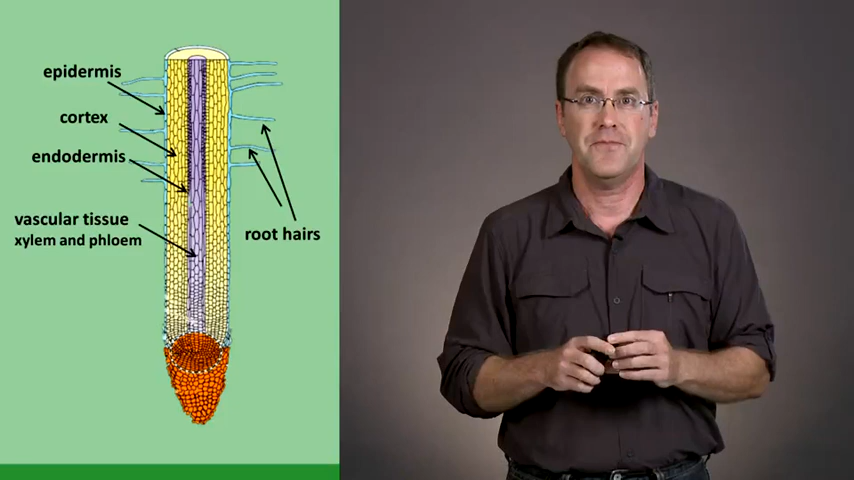 epidermis
cortex
endodermis
vascular tissue
xylem and phloem
root hairs